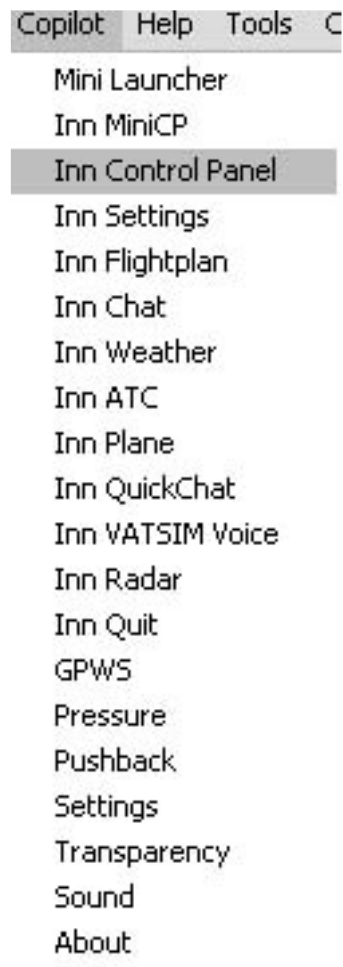 Copilot Help Tools
Mini Launcher
Inn MiniCP
Inn Control Panel
Inn Settings
Inn Flightplan
Inn Chat
Inn Weather
Inn ATC
Inn Plane
Inn QuickChat
Inn VATSIM Voice
Inn Radar
Inn Quit
GPWS
Pressure
Pushback
Settings
Transparency
Sound
About